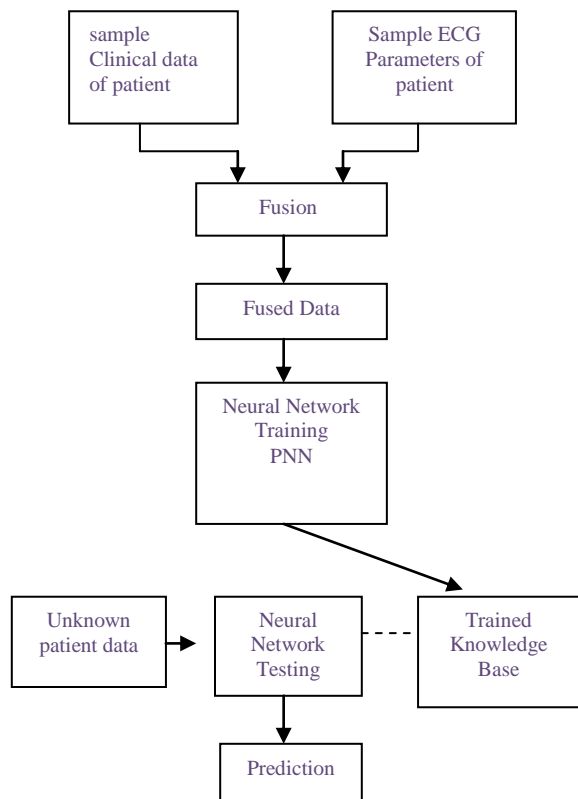 sample
Clinical data
of patient
Sample ECG
Parameters of
patient
Fusion
Fused Data
Neural Network
Training
PNN
Unknown
patient data
Neural
Network
Testing
Trained
Knowledge
Base
Prediction